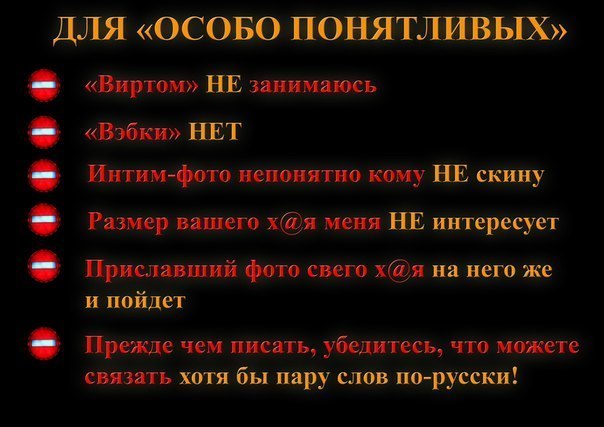 ДЛЯ «ОСОБО ПОНЯТЛИВЫХ»
«Виртом» НЕ занимаюсь
«Вэбки» НЕТ
Интим-фото непонятно кому НЕ скину
Размер вашего х@я меня НЕ интересует
Приславший фото свего х@я на него же
и пойдет
Прежде чем писать, убедитесь, что можете
связать хотя бы пару слов по-русски!